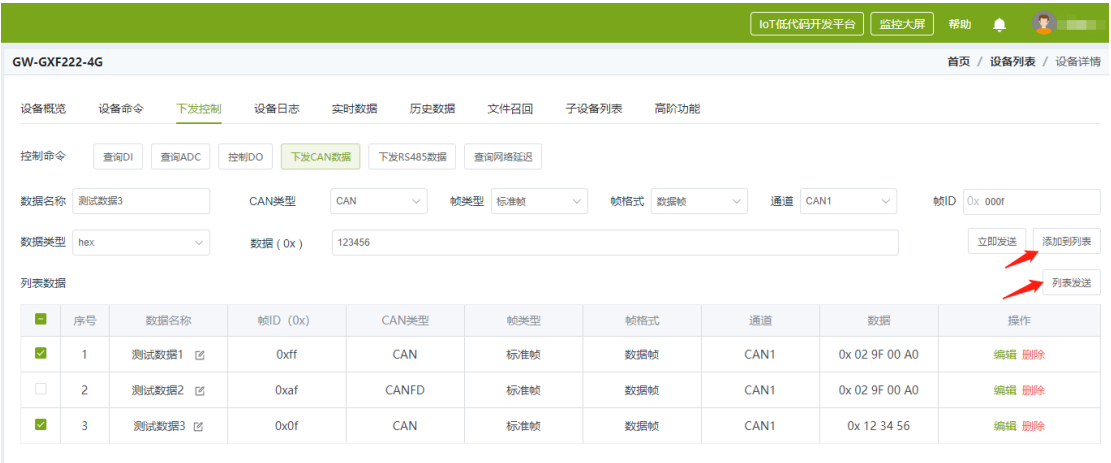 IoT低代码开发平台 监控大屏 帮助
GW-GXF222-4G 首页 / 设备列表 / 设备详情
设备概览 设备命令 下发控制 设备日志 实时数据 历史数据 文件召回 子设备列表 高阶功能
控制命令 查询DI 查询ADC 控制DO 下发CAN数据 下发RS485数据 查询网络延迟
数据名称 测试数据3 CAN类型 CAN 帧类型 标准帧 帧格式 数据帧 通道 CAN1 帧ID 0x 000f
数据类型 hex 数据 ( 0x ) 123456 立即发送 添加到列表
列表数据 列表发送
序号 数据名称 帧ID (0x) CAN类型 帧类型 帧格式 通道 数据 操作
1 测试数据1 0xff CAN 标准帧 数据帧 CAN1 0x 02 9F 00 A0 编辑 删除
2 测试数据2 0xaf CANFD 标准帧 数据帧 CAN1 0x 02 9F 00 A0 编辑 删除
3 测试数据3 0x0f CAN 标准帧 数据帧 CAN1 0x 12 34 56 编辑 删除